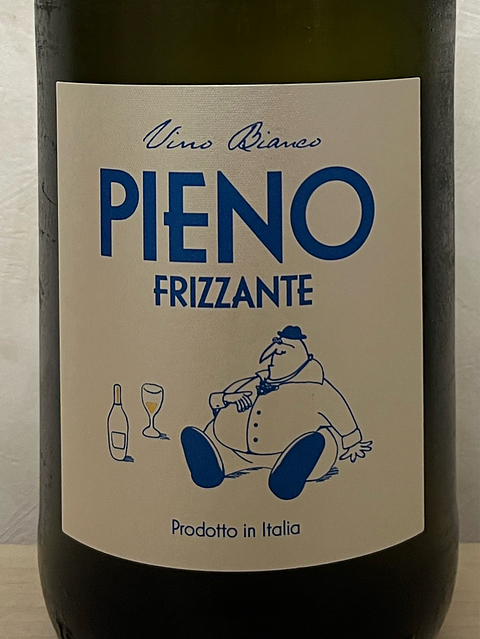 Vino Bianco
PIENO
FRIZZANTE
Prodotto in Italia